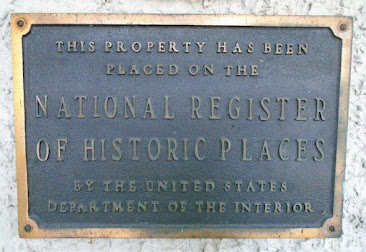 THIS PROPERTY HAS BEEN
PLACED ON THE
NATIONAL REGISTER
OF HISTORIC PLACES
BY THE UNITED STATES
DEPARTMENT OF THE INTERIOR